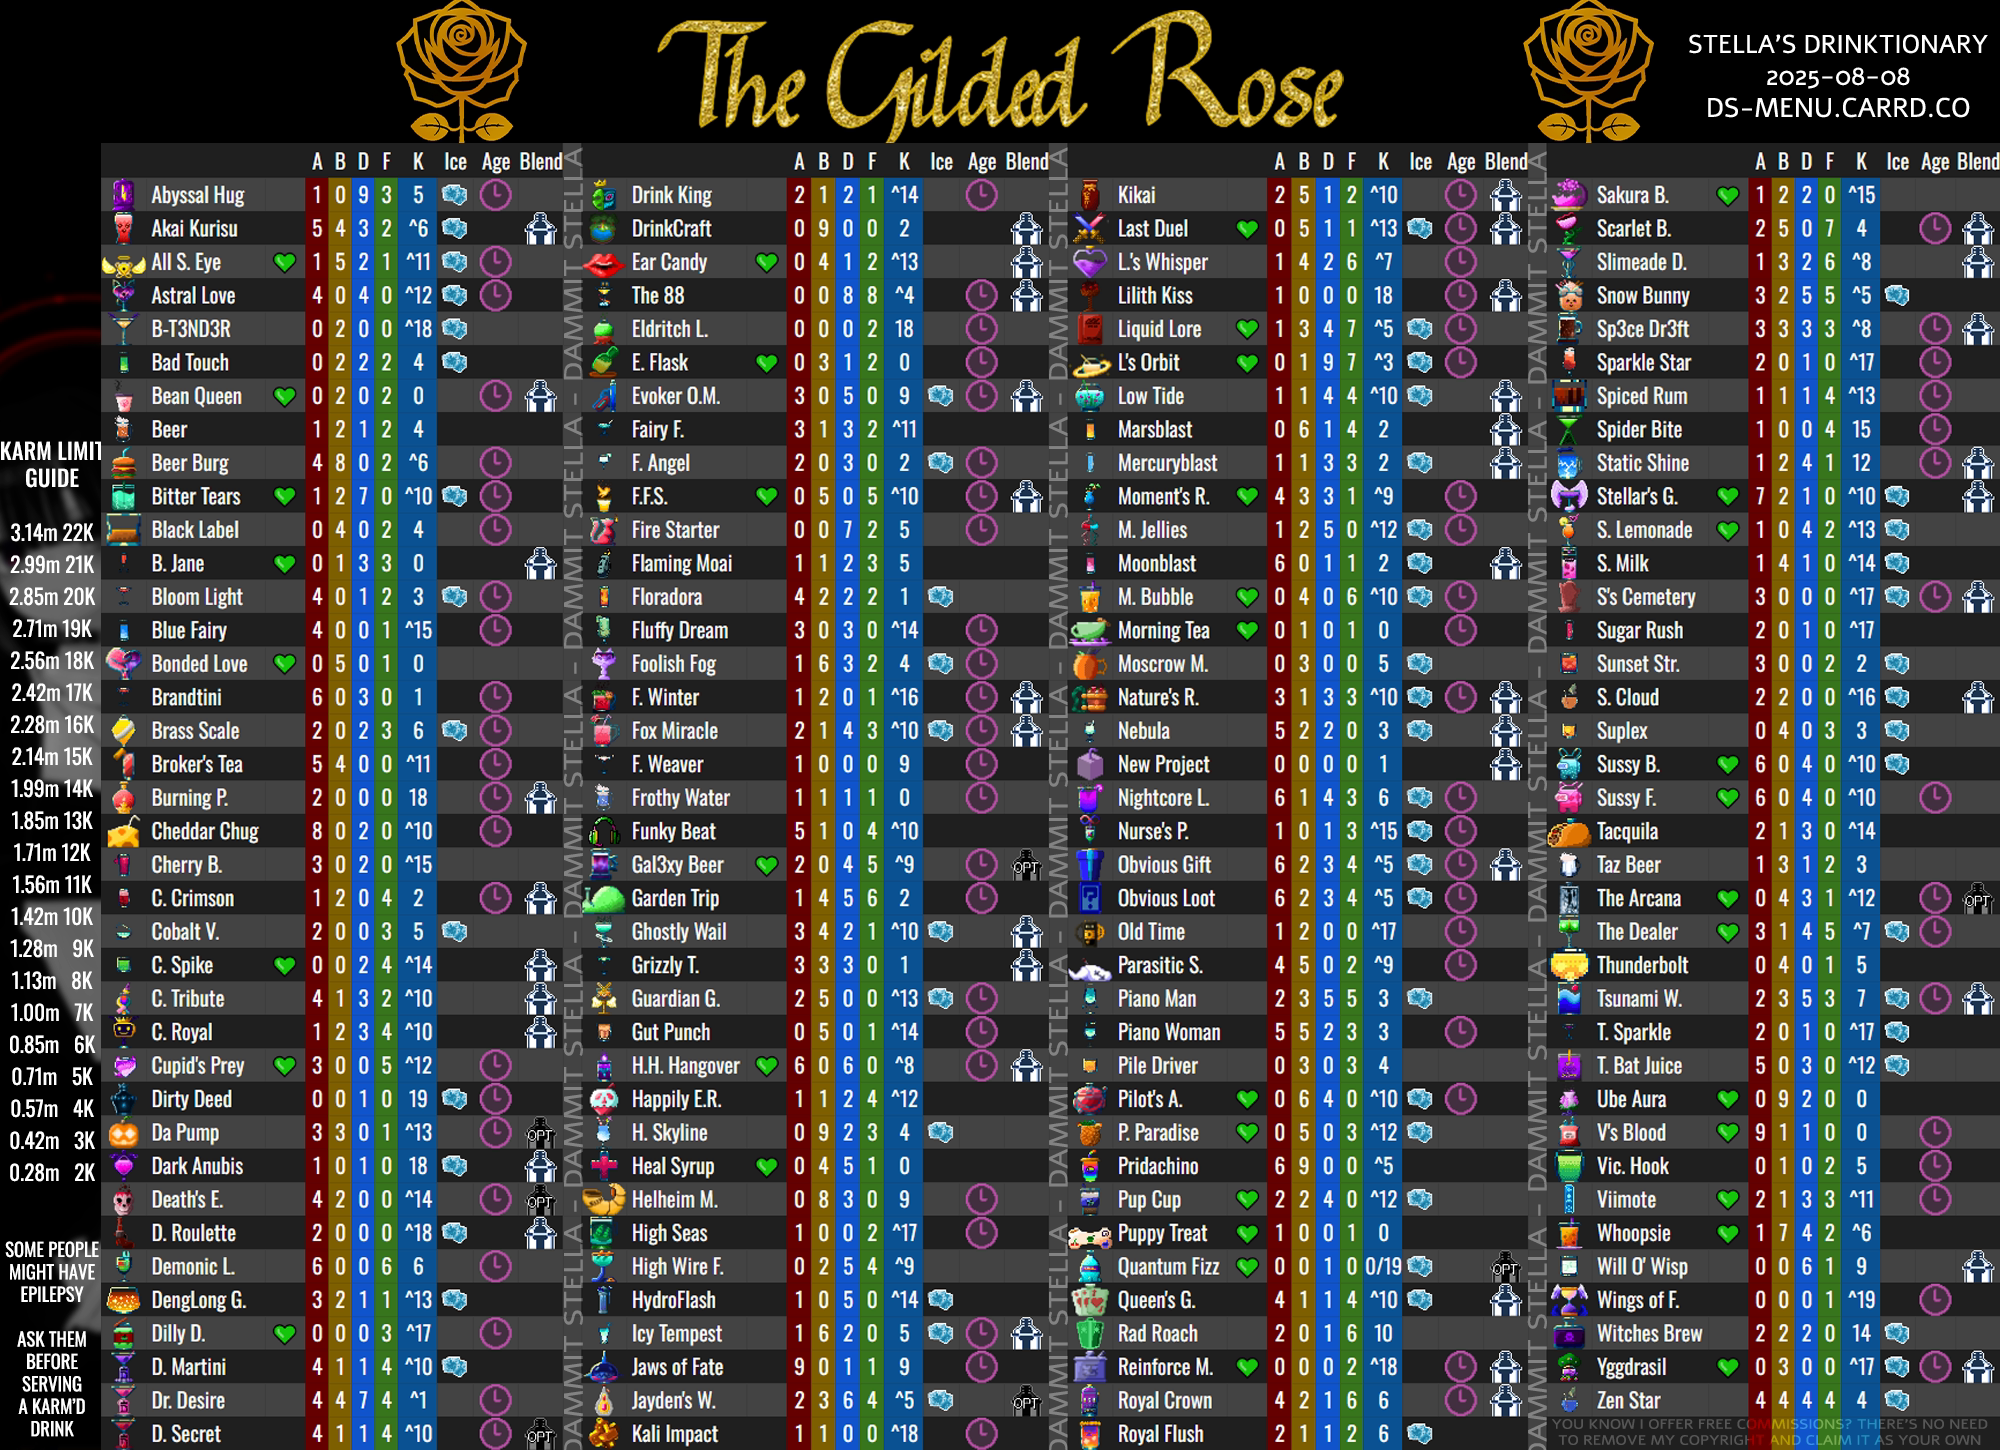 The Gilded Rose
STELLA'S DRINKTIONARY
2025-08-08
DS-MENU.CARRD.CO
KARM LIMIT
GUIDE
3.14m 22K
2.99m 21K
2.85m 20K
2.71m 19K
2.56m 18K
2.42m 17K
2.28m 16K
2.14m 15K
1.99m 14K
1.85m 13K
1.71m 12K
1.56m 11K
1.42m 10K
1.28m 9K
1.13m 8K
1.00m 7K
0.85m 6K
0.71m 5K
0.57m 4K
0.42m 3K
0.28m 2K
SOME PEOPLE
MIGHT HAVE
EPILEPSY
ASK THEM
BEFORE
SERVING
A KARM'D
DRINK
A B D F K Ice Age Blend
Abyssal Hug 1 0 9 3 5
Akai Kurisu 5 4 3 2 ^6
All S. Eye 1 5 2 1 ^11
Astral Love 4 0 4 0 ^12
B-T3ND3R 0 2 0 0 ^18
Bad Touch 0 2 2 2 4
Bean Queen 0 2 0 2 0
Beer 1 2 1 2 4
Beer Burg 4 8 0 2 ^6
Bitter Tears 1 2 7 0 ^10
Black Label 0 4 0 2 4
B. Jane 0 1 3 3 0
Bloom Light 4 0 1 2 3
Blue Fairy 4 0 0 1 ^15
Bonded Love 0 5 0 1 0
Brandtini 6 0 3 0 1
Brass Scale 2 0 2 3 6
Broker's Tea 5 4 0 0 ^11
Burning P. 2 0 0 0 18
Cheddar Chug 8 0 2 0 ^10
Cherry B. 3 0 2 0 ^15
C. Crimson 1 2 0 4 2
Cobalt V. 2 0 0 3 5
C. Spike 0 0 2 4 ^14
C. Tribute 4 1 3 2 ^10
C. Royal 1 2 3 4 ^10
Cupid's Prey 3 0 0 5 ^12
Dirty Deed 0 0 1 0 19
Da Pump 3 3 0 1 ^13 OPT
Dark Anubis 1 0 1 0 18
Death's E. 4 2 0 0 ^14 OPT
D. Roulette 2 0 0 0 ^18
Demonic L. 6 0 0 6 6
DengLong G. 3 2 1 1 ^13
Dilly D. 0 0 0 3 ^17
D. Martini 4 1 1 4 ^10
Dr. Desire 4 4 7 4 ^1
D. Secret 4 1 1 4 ^10 OPT
DAMMIT STELLA - DAMMIT STELLA - DAMMIT STELLA - DAMMIT STELLA
A B D F K Ice Age Blend
Drink King 2 1 2 1 ^14
DrinkCraft 0 9 0 0 2
Ear Candy 0 4 1 2 ^13
The 88 0 0 8 8 ^4
Eldritch L. 0 0 0 2 18
E. Flask 0 3 1 2 0
Evoker O.M. 3 0 5 0 9
Fairy F. 3 1 3 2 ^11
F. Angel 2 0 3 0 2
F.F.S. 0 5 0 5 ^10
Fire Starter 0 0 7 2 5
Flaming Moai 1 1 2 3 5
Floradora 4 2 2 2 1
Fluffy Dream 3 0 3 0 ^14
Foolish Fog 1 6 3 2 4
F. Winter 1 2 0 1 ^16
Fox Miracle 2 1 4 3 ^10
F. Weaver 1 0 0 0 9
Frothy Water 1 1 1 1 0
Funky Beat 5 1 0 4 ^10
Gal3xy Beer 2 0 4 5 ^9 OPT
Garden Trip 1 4 5 6 2
Ghostly Wail 3 4 2 1 ^10
Grizzly T. 3 3 3 0 1
Guardian G. 2 5 0 0 ^13
Gut Punch 0 5 0 1 ^14
H.H. Hangover 6 0 6 0 ^8
Happily E.R. 1 1 2 4 ^12
H. Skyline 0 9 2 3 4
Heal Syrup 0 4 5 1 0
Helheim M. 0 8 3 0 9
High Seas 1 0 0 2 ^17
High Wire F. 0 2 5 4 ^9
HydroFlash 1 0 5 0 ^14
Icy Tempest 1 6 2 0 5
Jaws of Fate 9 0 1 1 9
Jayden's W. 2 3 6 4 ^5 OPT
Kali Impact 1 1 0 0 ^18
DAMMIT STELLA - DAMMIT STELLA - DAMMIT STELLA - DAMMIT STELLA
A B D F K Ice Age Blend
Kikai 2 5 1 2 ^10
Last Duel 0 5 1 1 ^13
L.'s Whisper 1 4 2 6 ^7
Lilith Kiss 1 0 0 0 18
Liquid Lore 1 3 4 7 ^5
L's Orbit 0 1 9 7 ^3
Low Tide 1 1 4 4 ^10
Marsblast 0 6 1 4 2
Mercuryblast 1 1 3 3 2
Moment's R. 4 3 3 1 ^9
M. Jellies 1 2 5 0 ^12
Moonblast 6 0 1 1 2
M. Bubble 0 4 0 6 ^10
Morning Tea 0 1 0 1 0
Moscrow M. 0 3 0 0 5
Nature's R. 3 1 3 3 ^10
Nebula 5 2 2 0 3
New Project 0 0 0 0 1
Nightcore L. 6 1 4 3 6
Nurse's P. 1 0 1 3 ^15
Obvious Gift 6 2 3 4 ^5
Obvious Loot 6 2 3 4 ^5
Old Time 1 2 0 0 ^17
Parasitic S. 4 5 0 2 ^9
Piano Man 2 3 5 5 3
Piano Woman 5 5 2 3 3
Pile Driver 0 3 0 3 4
Pilot's A. 0 6 4 0 ^10
P. Paradise 0 5 0 3 ^12
Pridachino 6 9 0 0 ^5
Pup Cup 2 2 4 0 ^12
Puppy Treat 1 0 0 1 0
Quantum Fizz 0 0 1 0 0/19 OPT
Queen's G. 4 1 1 4 ^10
Rad Roach 2 0 1 6 10
Reinforce M. 0 0 0 2 ^18
Royal Crown 4 2 1 6 6
Royal Flush 2 1 1 2 6
DAMMIT STELLA - DAMMIT STELLA - DAMMIT STELLA - DAMMIT STELLA
A B D F K Ice Age Blend
Sakura B. 1 2 2 0 ^15
Scarlet B. 2 5 0 7 4
Slimeade D. 1 3 2 6 ^8
Snow Bunny 3 2 5 5 ^5
Sp3ce Dr3ft 3 3 3 3 ^8
Sparkle Star 2 0 1 0 ^17
Spiced Rum 1 1 1 4 ^13
Spider Bite 1 0 0 4 15
Static Shine 1 2 4 1 12
Stellar's G. 7 2 1 0 ^10
S. Lemonade 1 0 4 2 ^13
S. Milk 1 4 1 0 ^14
S's Cemetery 3 0 0 0 ^17
Sugar Rush 2 0 1 0 ^17
Sunset Str. 3 0 0 2 2
S. Cloud 2 2 0 0 ^16
Suplex 0 4 0 3 3
Sussy B. 6 0 4 0 ^10
Sussy F. 6 0 4 0 ^10
Tacquila 2 1 3 0 ^14
Taz Beer 1 3 1 2 3
The Arcana 0 4 3 1 ^12 OPT
The Dealer 3 1 4 5 ^7
Thunderbolt 0 4 0 1 5
Tsunami W. 2 3 5 3 7
T. Sparkle 2 0 1 0 ^17
T. Bat Juice 5 0 3 0 ^12
Ube Aura 0 9 2 0 0
V's Blood 9 1 1 0 0
Vic. Hook 0 1 0 2 5
Viimote 2 1 3 3 ^11
Whoopsie 1 7 4 2 ^6
Will O' Wisp 0 0 6 1 9
Wings of F. 0 0 0 1 ^19
Witches Brew 2 2 2 0 14
Yggdrasil 0 3 0 0 ^17
Zen Star 4 4 4 4 4
YOU KNOW I OFFER FREE COMMISSIONS? THERE'S NO NEED
TO REMOVE MY COPYRIGHT AND CLAIM IT AS YOUR OWN